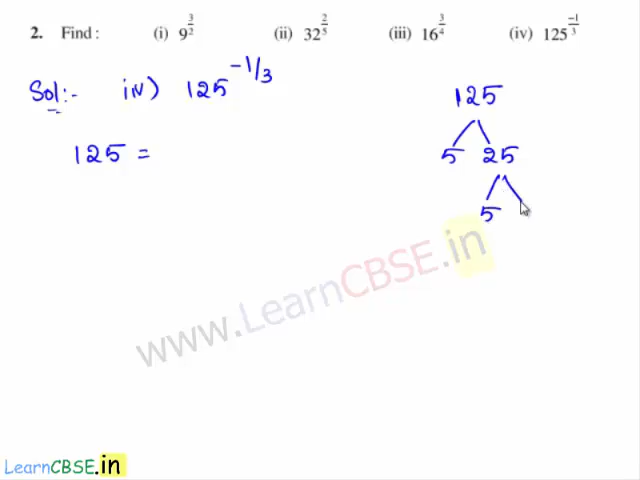 2. Find : (i) 9^{3/2} (ii) 32^{2/5} (iii) 16^{3/4} (iv) 125^{-1/3}
Sol:- iv) 125^{-1/3}
125
125 =
5 25
5
www.LearnCBSE.in
LearnCBSE.in